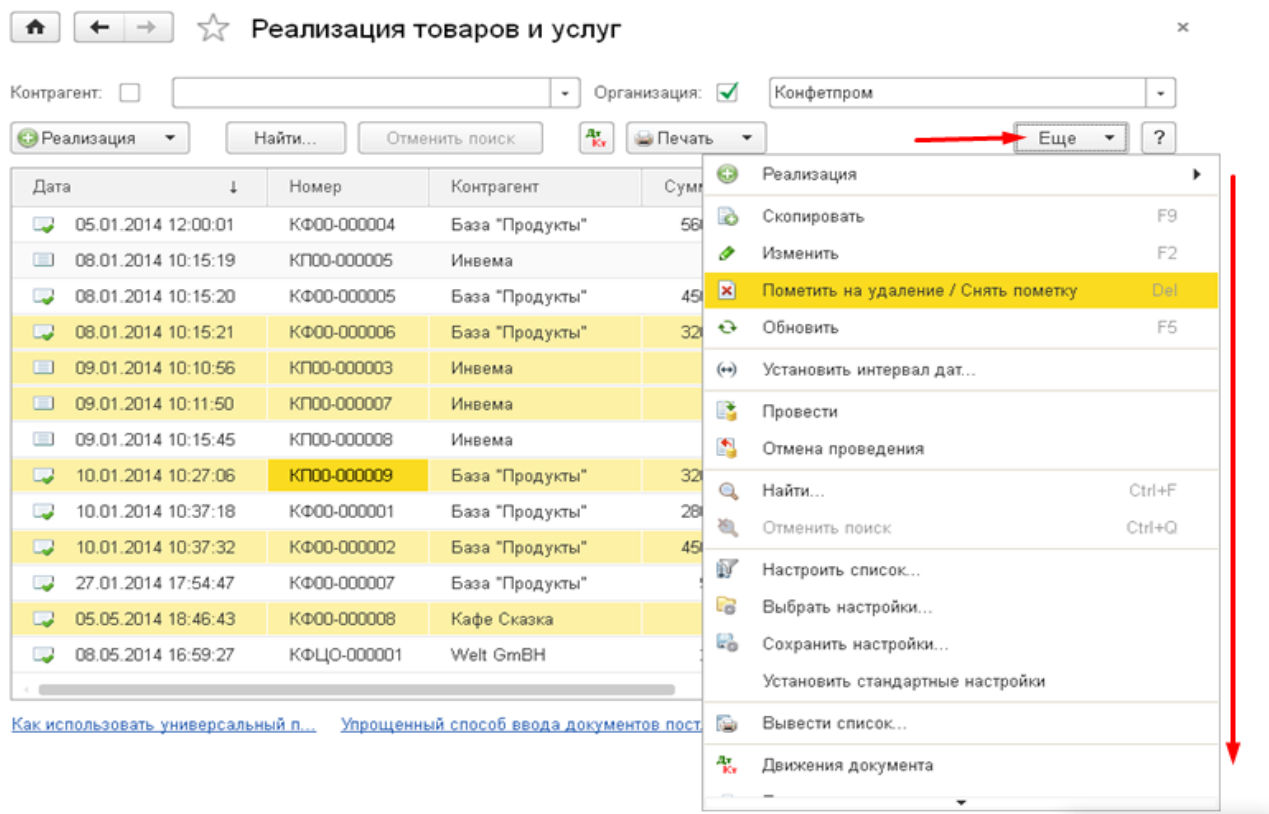 Реализация товаров и услуг
Контрагент: Организация: Конфетпром
Реализация Найти... Отменить поиск Дт Кт Печать Еще ?
Дата Номер Контрагент
05.01.2014 12:00:01 КФ00-000004 База "Продукты"
08.01.2014 10:15:19 КП00-000005 Инвема
08.01.2014 10:15:20 КФ00-000005 База "Продукты"
08.01.2014 10:15:21 КФ00-000006 База "Продукты"
09.01.2014 10:10:56 КП00-000003 Инвема
09.01.2014 10:11:50 КП00-000007 Инвема
09.01.2014 10:15:45 КП00-000008 Инвема
10.01.2014 10:27:06 КП00-000009 База "Продукты"
10.01.2014 10:37:18 КФ00-000001 База "Продукты"
10.01.2014 10:37:32 КФ00-000002 База "Продукты"
27.01.2014 17:54:47 КФ00-000007 База "Продукты"
05.05.2014 18:46:43 КФ00-000008 Кафе Сказка
08.05.2014 16:59:27 КФЦО-000001 Welt GmBH
Как использовать универсальный п... Упрощенный способ ввода документов пост
Реализация
Скопировать F9
Изменить F2
Пометить на удаление / Снять пометку Del
Обновить F5
Установить интервал дат...
Провести
Отмена проведения
Найти... Ctrl+F
Отменить поиск Ctrl+Q
Настроить список...
Выбрать настройки...
Сохранить настройки...
Установить стандартные настройки
Вывести список...
Дт Кт Движения документа